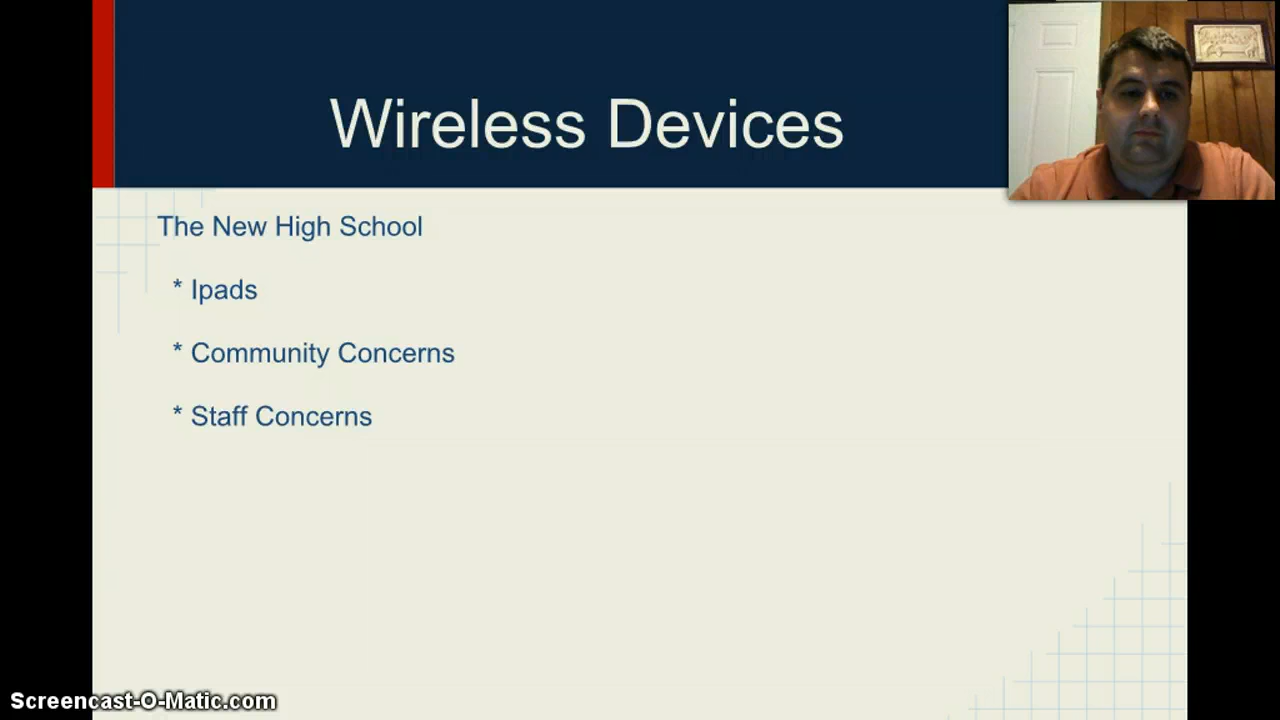 Wireless Devices
The New High School
* Ipads
* Community Concerns
* Staff Concerns
Screencast-O-Matic.com